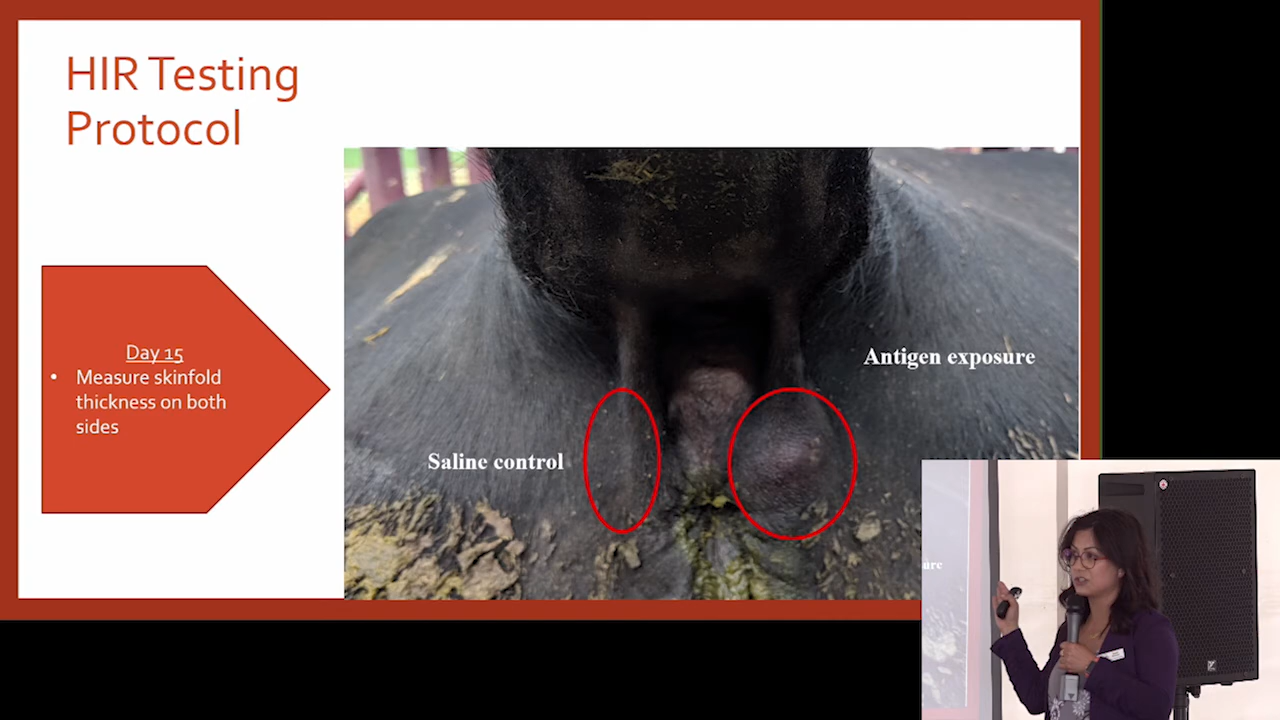 HIR Testing
Protocol
Day 15
• Measure skinfold
thickness on both
sides
Antigen exposure
Saline control